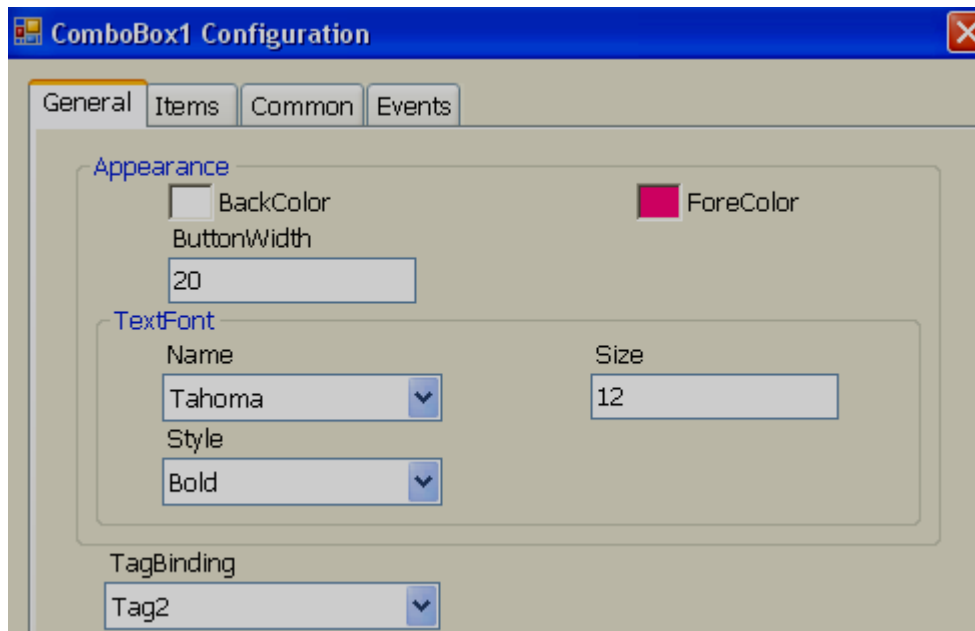 ComboBox1 Configuration
General Items Common Events
Appearance
BackColor ForeColor
ButtonWidth
20
TextFont
Name Size
Tahoma 12
Style
Bold
TagBinding
Tag2